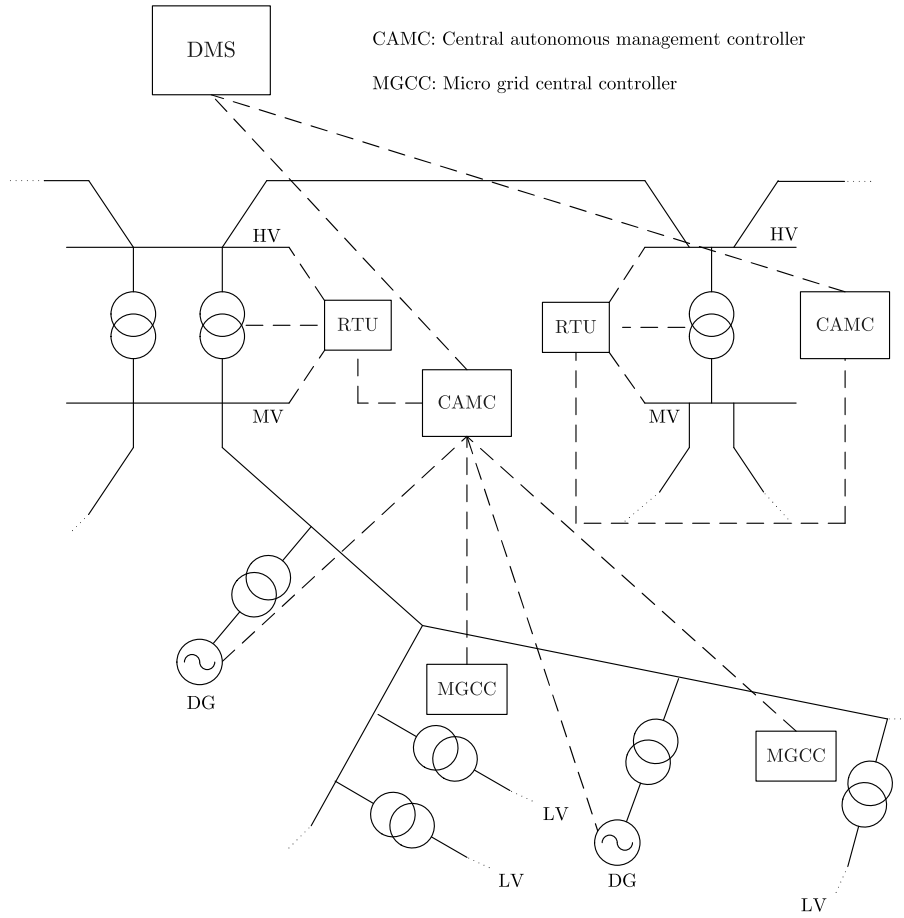 DMS
CAMC: Central autonomous management controller
MGCC: Micro grid central controller
HV
HV
RTU
RTU
CAMC
CAMC
MV
MV
DG
MGCC
MGCC
LV
LV
DG
LV